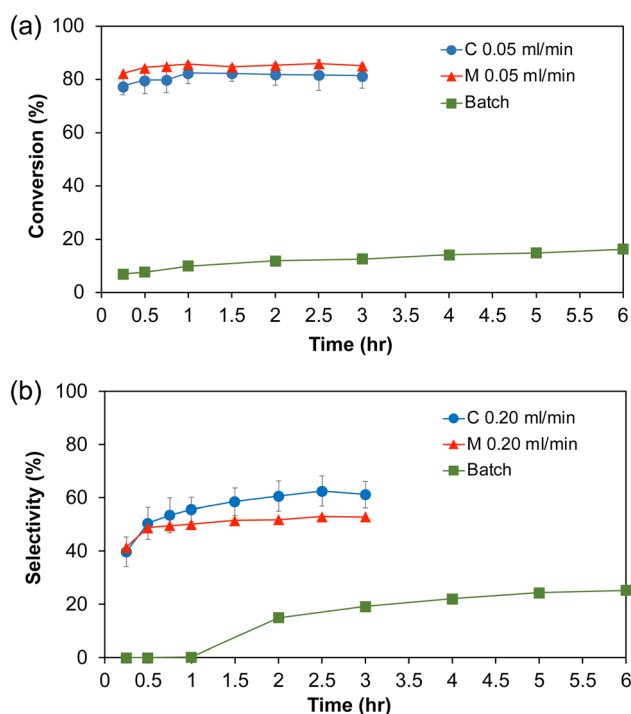 (a)
100
80
60
40
20
0
Conversion (%)
C 0.05 ml/min
M 0.05 ml/min
Batch
0 0.5 1 1.5 2 2.5 3 3.5 4 4.5 5 5.5 6
Time (hr)
(b)
100
80
60
40
20
0
Selectivity (%)
C 0.20 ml/min
M 0.20 ml/min
Batch
0 0.5 1 1.5 2 2.5 3 3.5 4 4.5 5 5.5 6
Time (hr)